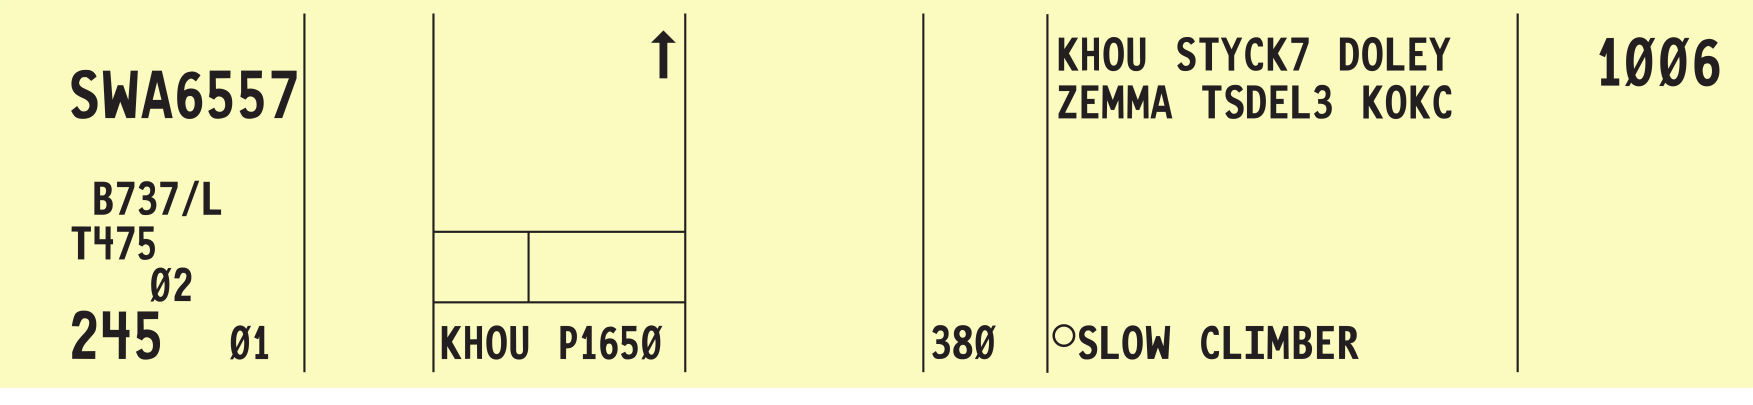 SWA6557
B737/L
T475
Ø2
245 Ø1
↑
KHOU P165Ø
38Ø
KHOU STYCK7 DOLEY
ZEMMA TSDEL3 KOKC
○SLOW CLIMBER
1ØØ6